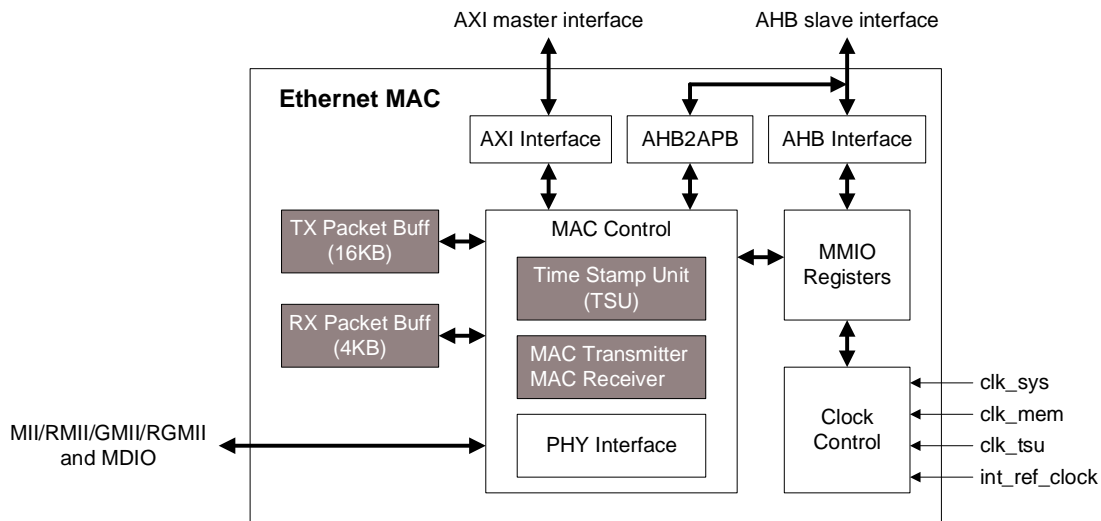 AXI master interface
AHB slave interface
Ethernet MAC
AXI Interface
AHB2APB
AHB Interface
TX Packet Buff
(16KB)
MAC Control
Time Stamp Unit
(TSU)
MMIO
Registers
RX Packet Buff
(4KB)
MAC Transmitter
MAC Receiver
MII/RMII/GMII/RGMII
and MDIO
PHY Interface
Clock
Control
clk_sys
clk_mem
clk_tsu
int_ref_clock